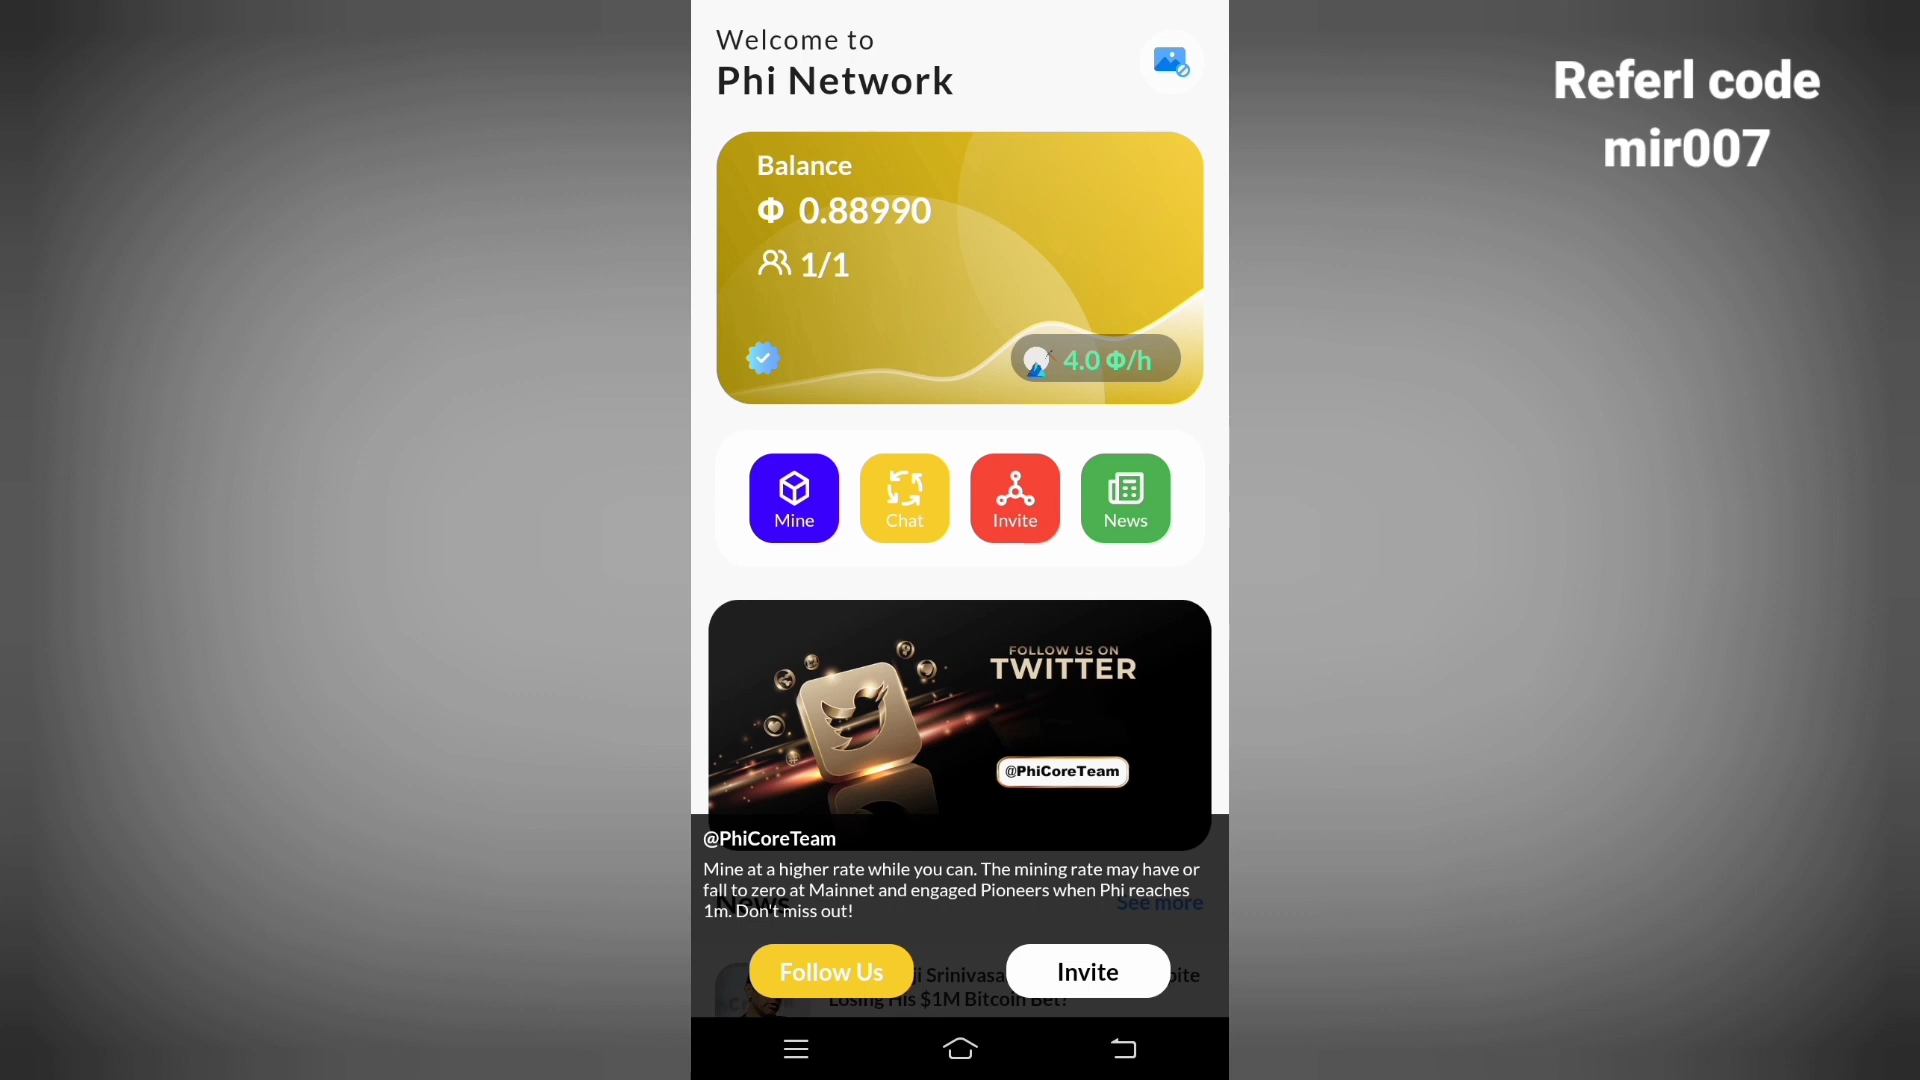 Welcome to
Phi Network
Referl code
mir007
Balance
Φ 0.88990
1/1
4.0 Φ/h
Mine
Chat
Invite
News
FOLLOW US ON
TWITTER
@PhiCoreTeam
@PhiCoreTeam
Mine at a higher rate while you can. The mining rate may have or
fall to zero at Mainnet and engaged Pioneers when Phi reaches
1m. Don't miss out!
News
See more
Follow Us
Invite
Losing His $1M Bitcoin Bet?